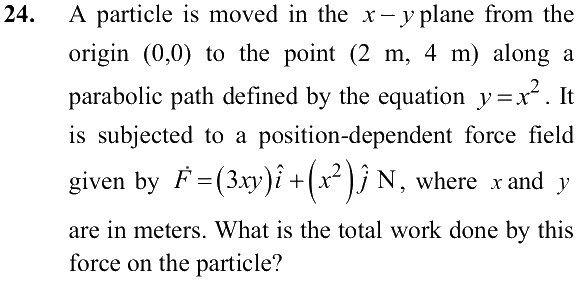 24. A particle is moved in the x – y plane from the
origin (0,0) to the point (2 m, 4 m) along a
parabolic path defined by the equation y = x². It
is subjected to a position-dependent force field
given by Ḟ = (3xy)î + (x²)ĵ N, where x and y
are in meters. What is the total work done by this
force on the particle?